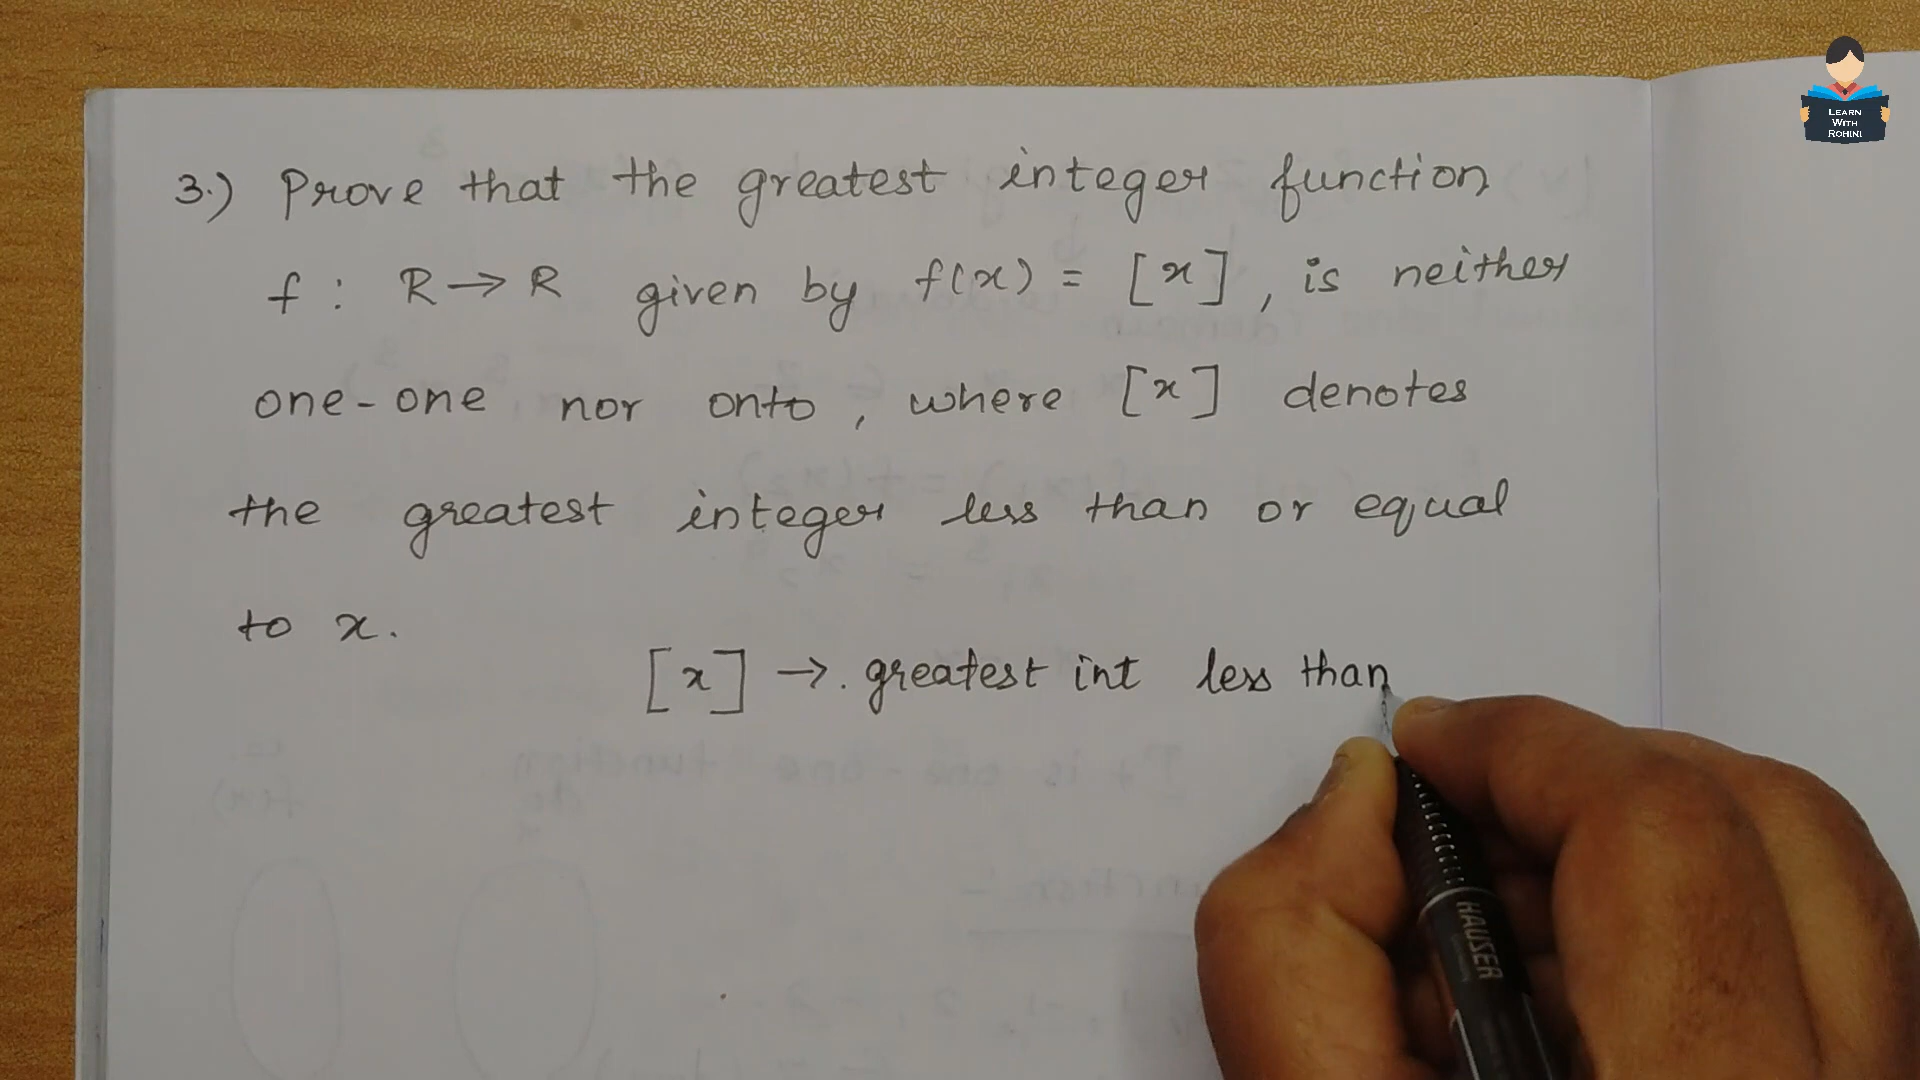 3.) Prove that the greatest integer function
f : R → R given by f(x) = [x], is neither
one-one nor onto, where [x] denotes
the greatest integer less than or equal
to x.
[x] → . greatest int less than
LEARN
WITH
ROHINI
HAUSER